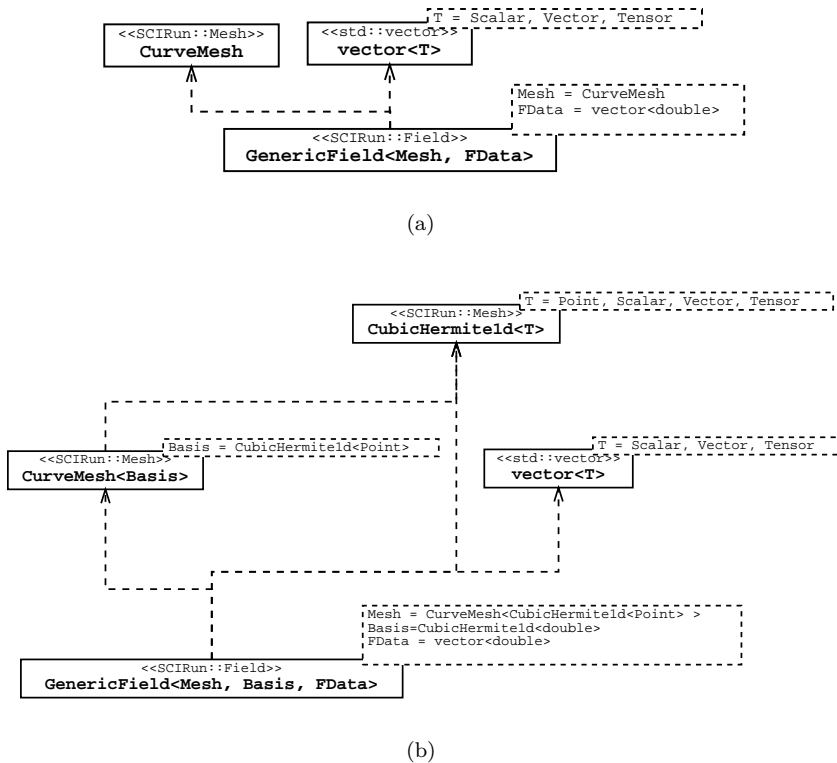 T = Scalar, Vector, Tensor
<<SCIRun::Mesh>>
CurveMesh
<<std::vector>>
vector<T>
Mesh = CurveMesh
FData = vector<double>
<<SCIRun::Field>>
GenericField<Mesh, FData>
(a)
T = Point, Scalar, Vector, Tensor
<<SCIRun::Mesh>>
CubicHermite1d<T>
Basis = CubicHermite1d<Point>
<<SCIRun::Mesh>>
CurveMesh<Basis>
T = Scalar, Vector, Tensor
<<std::vector>>
vector<T>
Mesh = CurveMesh<CubicHermite1d<Point> >
Basis=CubicHermite1d<double>
FData = vector<double>
<<SCIRun::Field>>
GenericField<Mesh, Basis, FData>
(b)